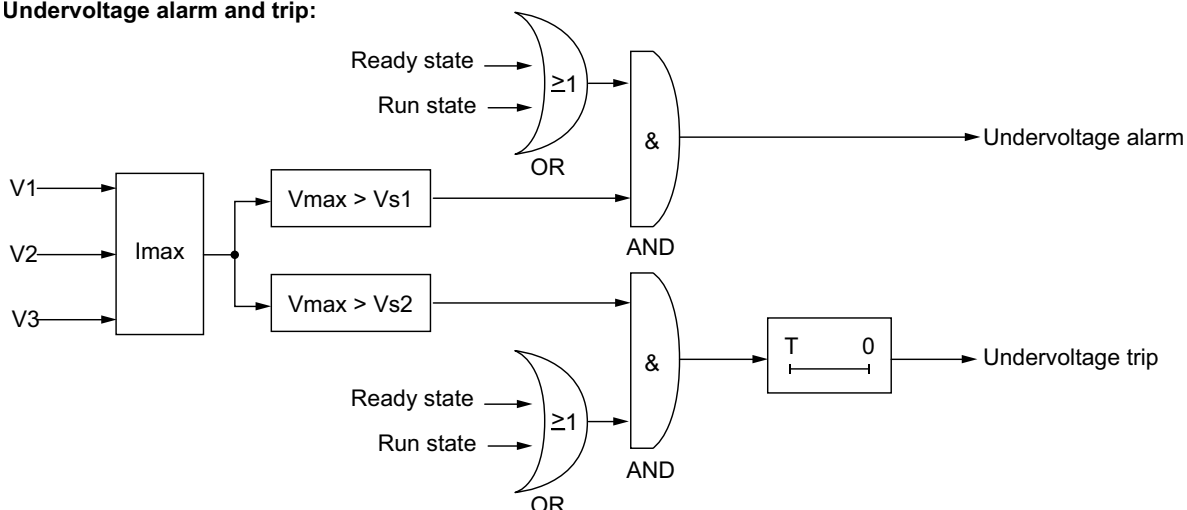 Undervoltage alarm and trip:
Ready state
Run state
≥1
OR
&
AND
Undervoltage alarm
V1
V2
V3
Imax
Vmax > Vs1
Vmax > Vs2
&
AND
T 0
Undervoltage trip
Ready state
Run state
≥1
OR